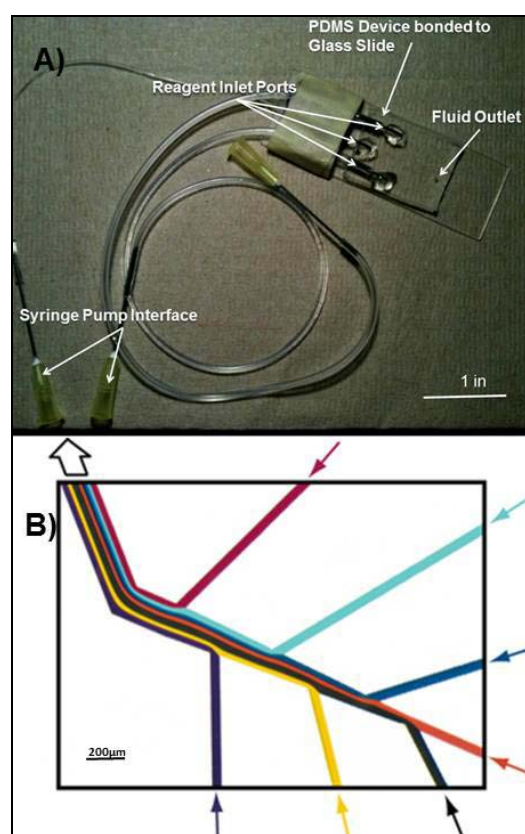 A)
PDMS Device bonded to
Glass Slide
Reagent Inlet Ports
Fluid Outlet
Syringe Pump Interface
1 in
B)
200µm